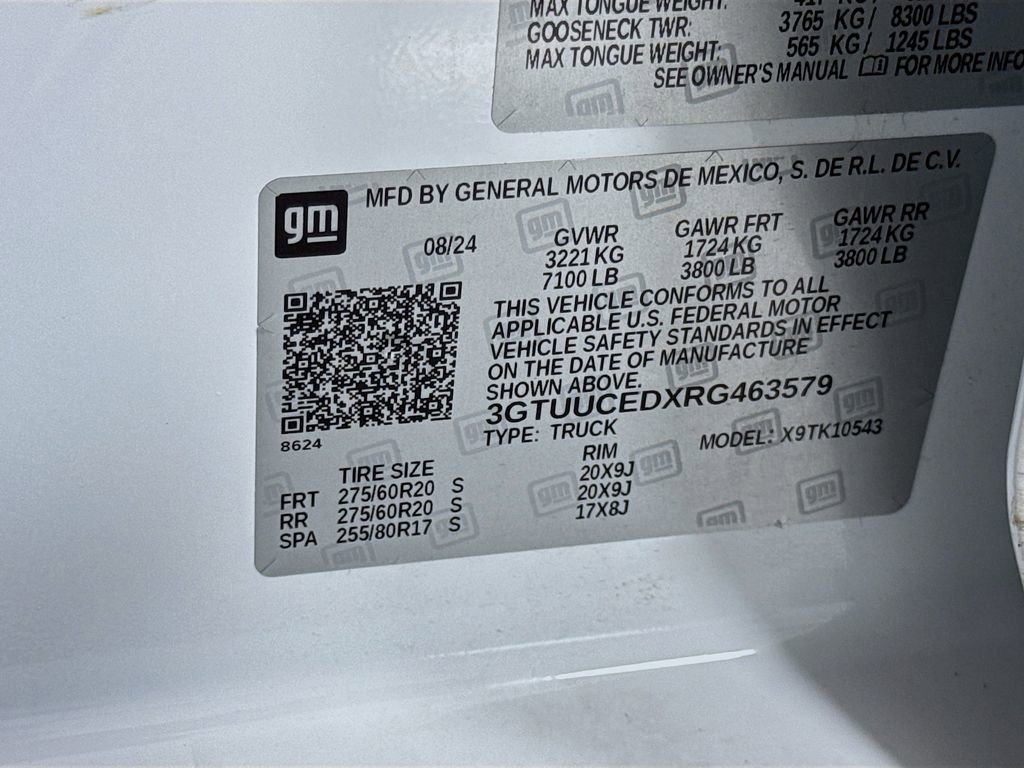 MAX TONGUE WEIGHT:
GOOSENECK TWR: 3765 KG/ 8300 LBS
MAX TONGUE WEIGHT: 565 KG/ 1245 LBS
SEE OWNER'S MANUAL FOR MORE INFO
gm
MFD BY GENERAL MOTORS DE MEXICO, S. DE R.L. DE C.V.
08/24
GVWR GAWR FRT GAWR RR
3221 KG 1724 KG 1724 KG
7100 LB 3800 LB 3800 LB
THIS VEHICLE CONFORMS TO ALL
APPLICABLE U.S. FEDERAL MOTOR
VEHICLE SAFETY STANDARDS IN EFFECT
ON THE DATE OF MANUFACTURE
SHOWN ABOVE.
3GTUUCEDXRG463579
TYPE: TRUCK MODEL: X9TK10543
8624
TIRE SIZE RIM
FRT 275/60R20 S 20X9J
RR 275/60R20 S 20X9J
SPA 255/80R17 S 17X8J